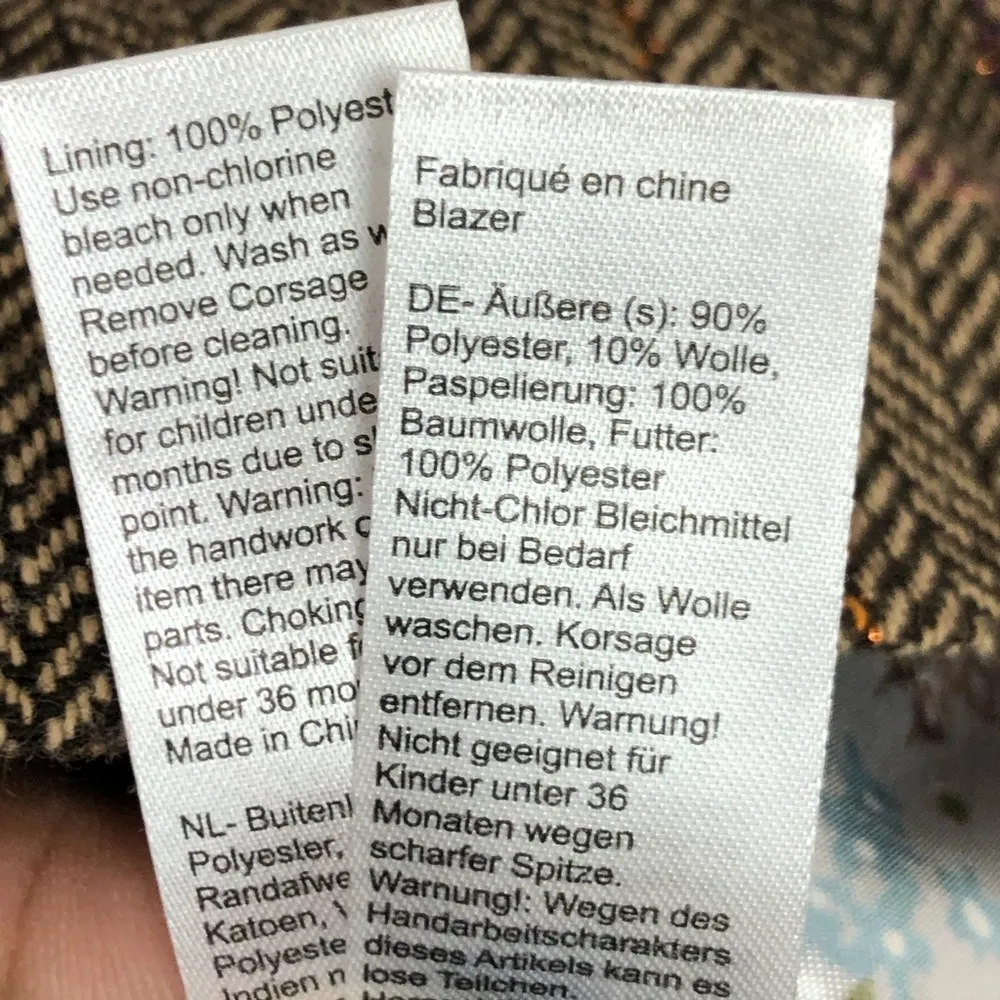 Lining: 100% Polyest
Use non-chlorine
bleach only when
needed. Wash as w
Remove Corsage
before cleaning.
Warning! Not suit
for children unde
months due to s
point. Warning:
the handwork
item there may
parts. Choking
Not suitable f
under 36 mo
Made in Chi
NL- Buitenl
Polyester,
Randafwe
Katoen,
Polyeste
Indien n
Fabriqué en chine
Blazer
DE- Äußere (s): 90%
Polyester, 10% Wolle,
Paspelierung: 100%
Baumwolle, Futter:
100% Polyester
Nicht-Chlor Bleichmittel
nur bei Bedarf
verwenden. Als Wolle
waschen. Korsage
vor dem Reinigen
entfernen. Warnung!
Nicht geeignet für
Kinder unter 36
Monaten wegen
scharfer Spitze.
Warnung!: Wegen des
Handarbeitscharakters
dieses Artikels kann es
lose Teilchen.